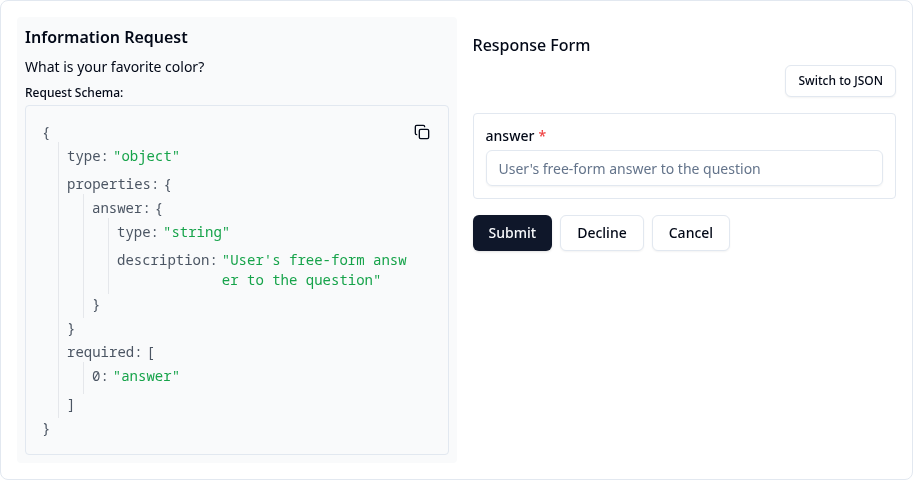 Information Request
What is your favorite color?
Request Schema:
{
type: "object"
properties: {
answer: {
type: "string"
description: "User's free-form answ
er to the question"
}
}
required: [
0: "answer"
]
}
Response Form
Switch to JSON
answer *
User's free-form answer to the question
Submit
Decline
Cancel